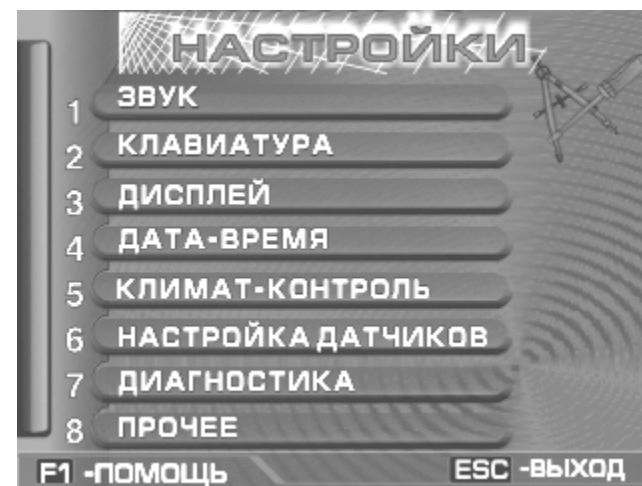 НАСТРОЙКИ
1 ЗВУК
2 КЛАВИАТУРА
3 ДИСПЛЕЙ
4 ДАТА-ВРЕМЯ
5 КЛИМАТ-КОНТРОЛЬ
6 НАСТРОЙКА ДАТЧИКОВ
7 ДИАГНОСТИКА
8 ПРОЧЕЕ
F1 -ПОМОЩЬ ESC -ВЫХОД